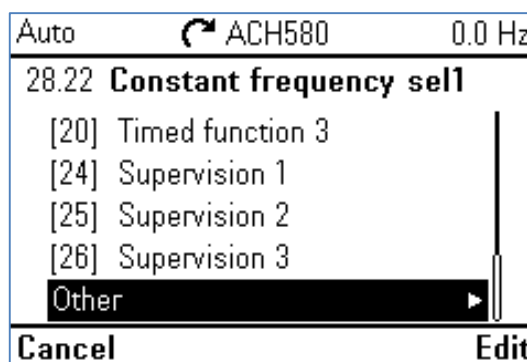 Auto ACH580 0.0 Hz
28.22 Constant frequency sel1
[20] Timed function 3
[24] Supervision 1
[25] Supervision 2
[26] Supervision 3
Other
Cancel Edit